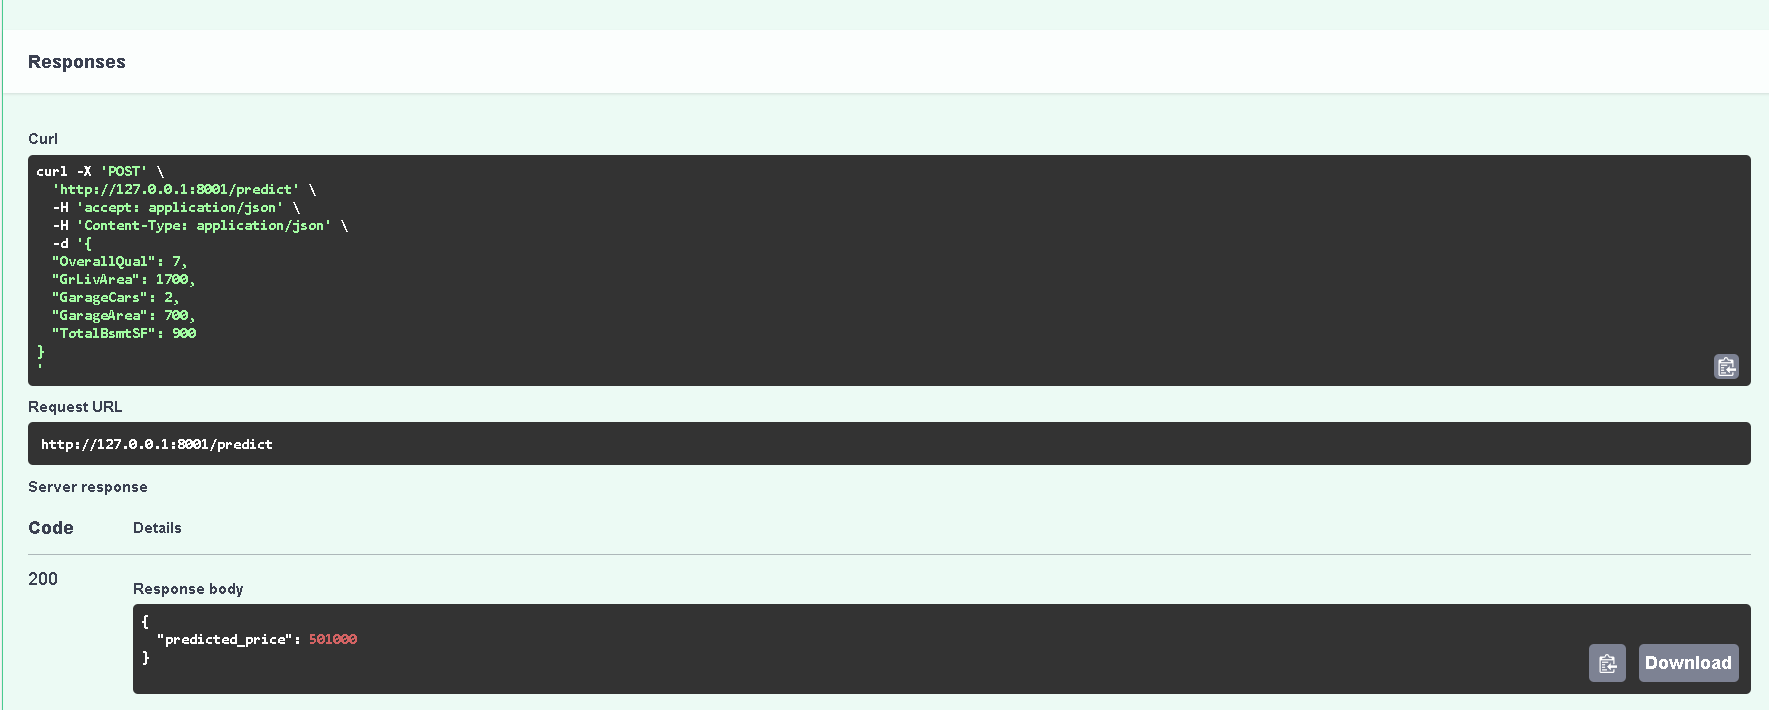 Responses
Curl
curl -X 'POST' \
'http://127.0.0.1:8001/predict' \
-H 'accept: application/json' \
-H 'Content-Type: application/json' \
-d '{
"OverallQual": 7,
"GrLivArea": 1700,
"GarageCars": 2,
"GarageArea": 700,
"TotalBsmtSF": 900
}
'
Request URL
http://127.0.0.1:8001/predict
Server response
Code Details
200
Response body
{
"predicted_price": 501000
}
Download